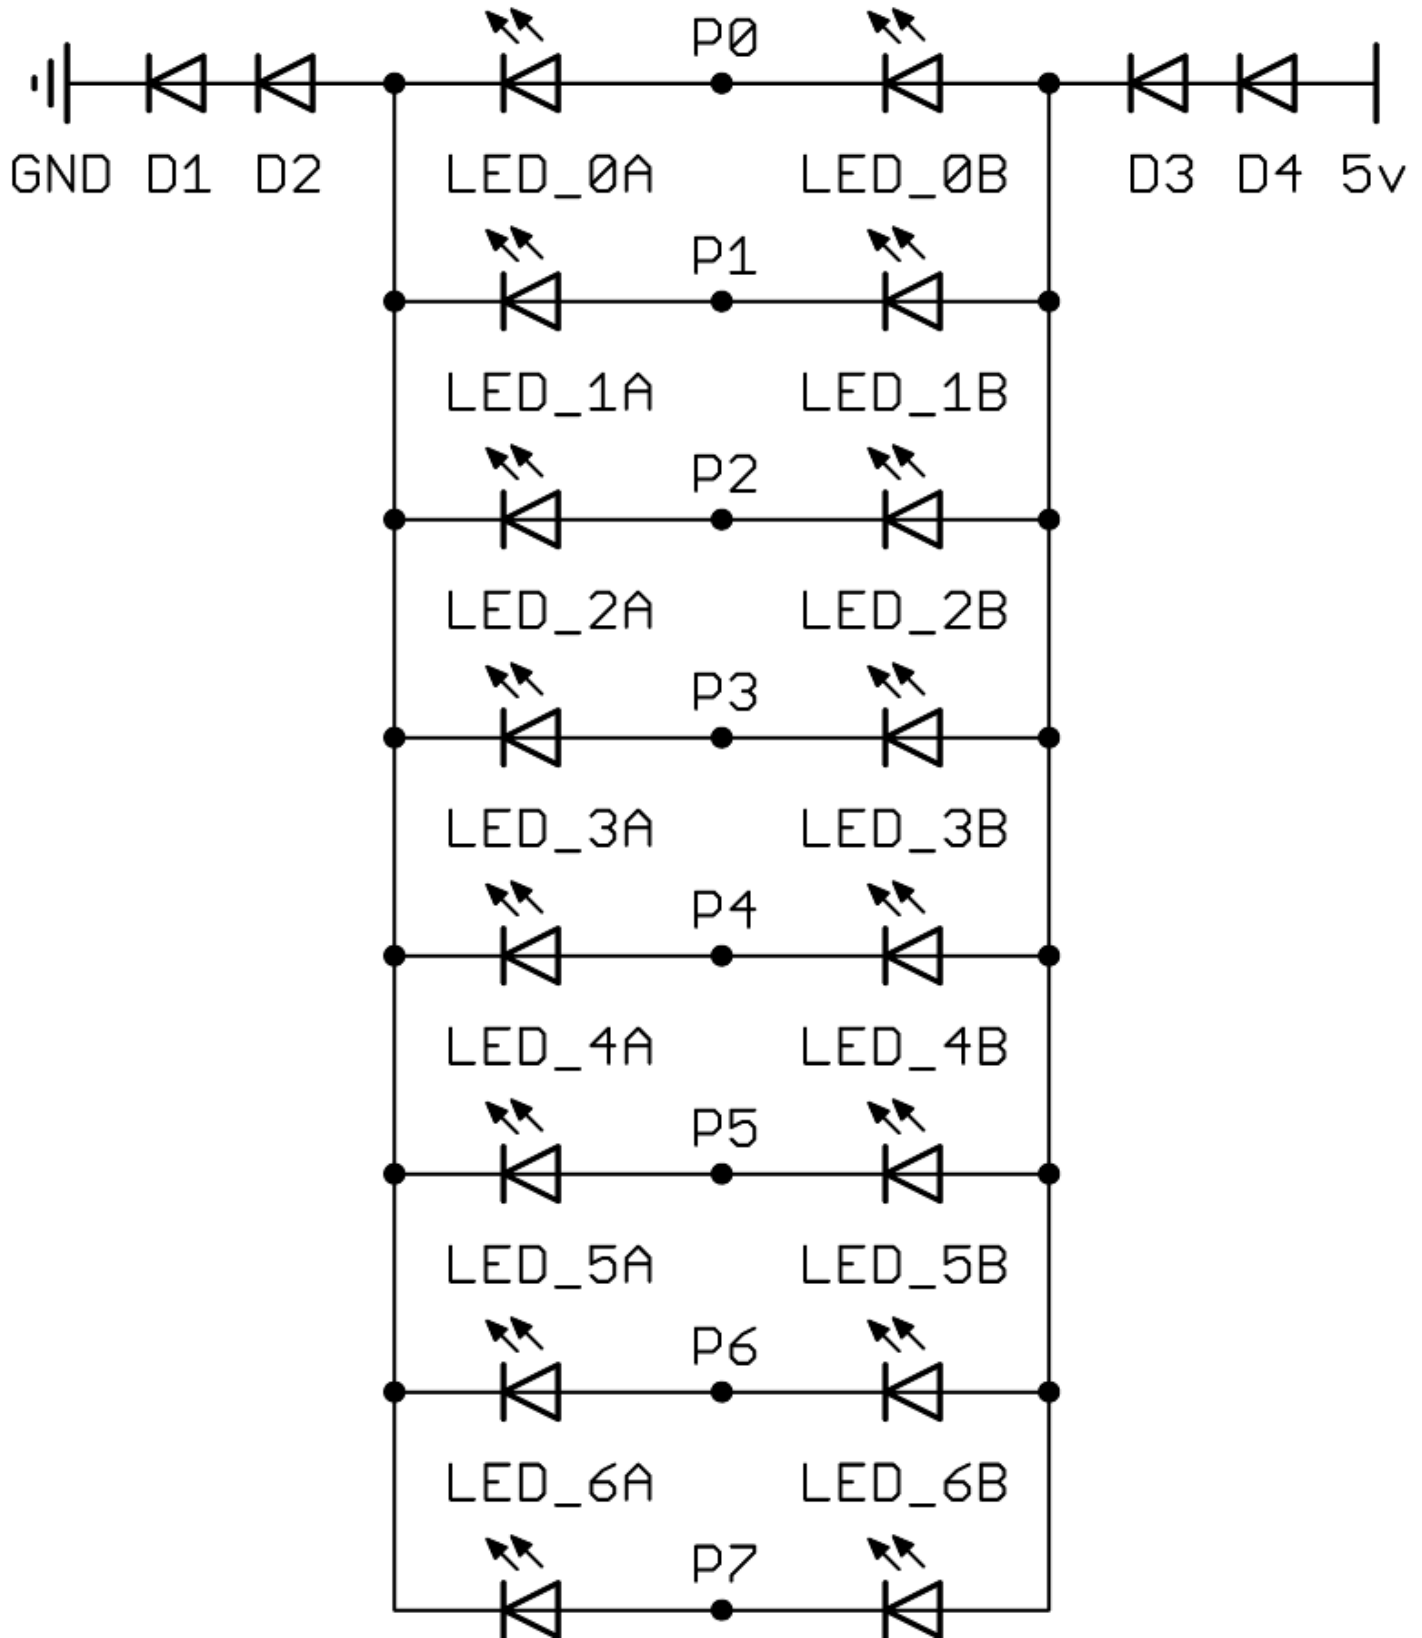 P0
GND D1 D2 LED_0A LED_0B D3 D4 5v
P1
LED_1A LED_1B
P2
LED_2A LED_2B
P3
LED_3A LED_3B
P4
LED_4A LED_4B
P5
LED_5A LED_5B
P6
LED_6A LED_6B
P7